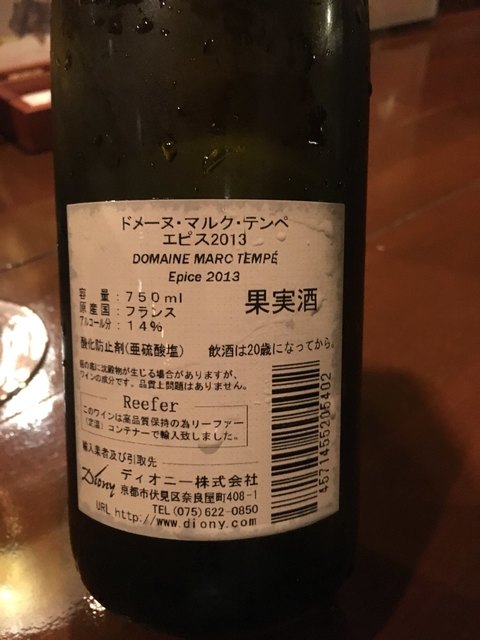 ドメーヌ・マルク・テンペ
エピス2013
DOMAINE MARC TEMPÉ
Epice 2013
容　量 : 750ml
原産国 : フランス
アルコール分 : 14%
果実酒
酸化防止剤(亜硫酸塩)　飲酒は20歳になってから。
瓶の底に沈殿物が生じる場合がありますが、
ワインの成分です。品質上問題はありません。
Reefer
このワインは高品質保持の為リーファー
(定温)コンテナーで輸入致しました。
輸入業者及び引取先
Diony ディオニー株式会社
京都市伏見区奈良屋町408-1
TEL(075)622-0850
URL http://www.diony.com
4571455206402